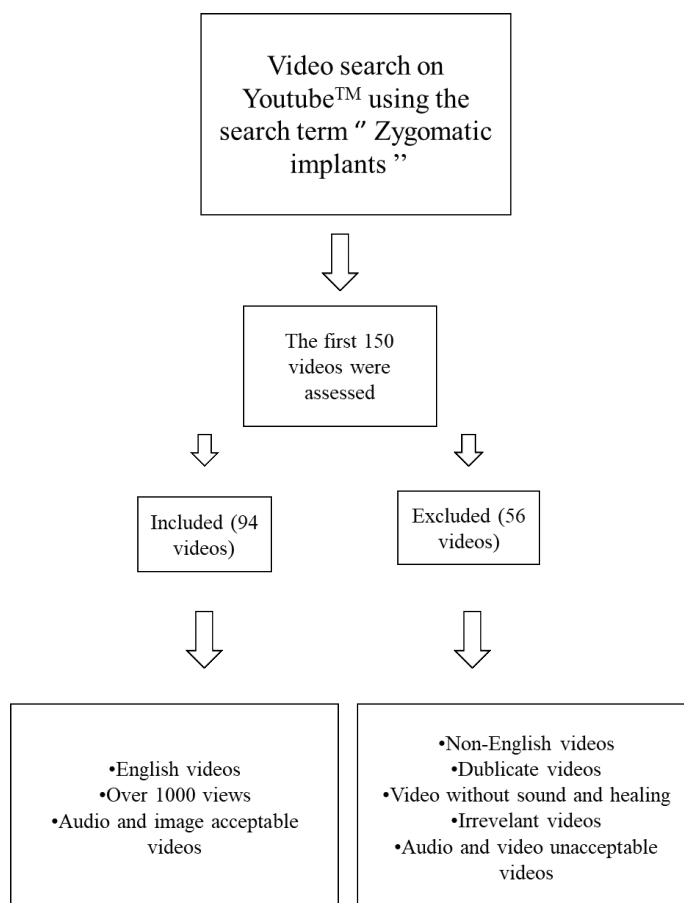 Video search on
Youtube™ using the
search term “ Zygomatic
implants ”
The first 150
videos were
assessed
Included (94
videos)
Excluded (56
videos)
•English videos
•Over 1000 views
•Audio and image acceptable
videos
•Non-English videos
•Dublicate videos
•Video without sound and healing
•Irrevelant videos
•Audio and video unacceptable
videos